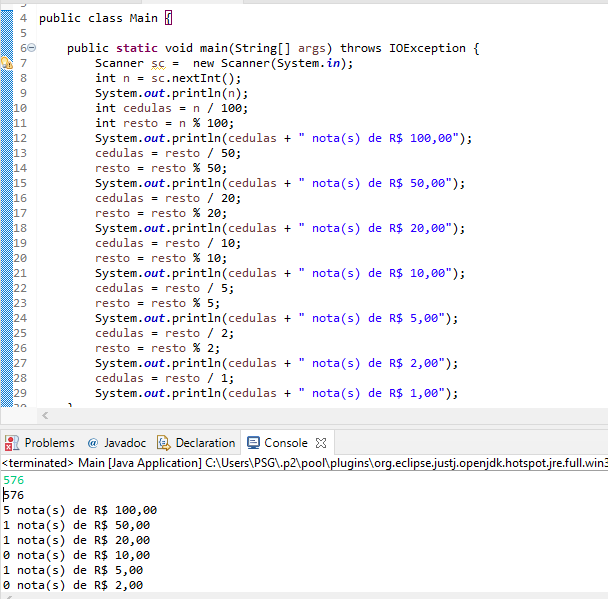 4 public class Main {
5
6 public static void main(String[] args) throws IOException {
7 Scanner sc =  new Scanner(System.in);
8 int n = sc.nextInt();
9 System.out.println(n);
10 int cedulas = n / 100;
11 int resto = n % 100;
12 System.out.println(cedulas + " nota(s) de R$ 100,00");
13 cedulas = resto / 50;
14 resto = resto % 50;
15 System.out.println(cedulas + " nota(s) de R$ 50,00");
16 cedulas = resto / 20;
17 resto = resto % 20;
18 System.out.println(cedulas + " nota(s) de R$ 20,00");
19 cedulas = resto / 10;
20 resto = resto % 10;
21 System.out.println(cedulas + " nota(s) de R$ 10,00");
22 cedulas = resto / 5;
23 resto = resto % 5;
24 System.out.println(cedulas + " nota(s) de R$ 5,00");
25 cedulas = resto / 2;
26 resto = resto % 2;
27 System.out.println(cedulas + " nota(s) de R$ 2,00");
28 cedulas = resto / 1;
29 System.out.println(cedulas + " nota(s) de R$ 1,00");
Problems @ Javadoc Declaration Console
<terminated> Main [Java Application] C:\Users\PSG\.p2\pool\plugins\org.eclipse.justj.openjdk.hotspot.jre.full.win3
576
576
5 nota(s) de R$ 100,00
1 nota(s) de R$ 50,00
1 nota(s) de R$ 20,00
0 nota(s) de R$ 10,00
1 nota(s) de R$ 5,00
0 nota(s) de R$ 2,00